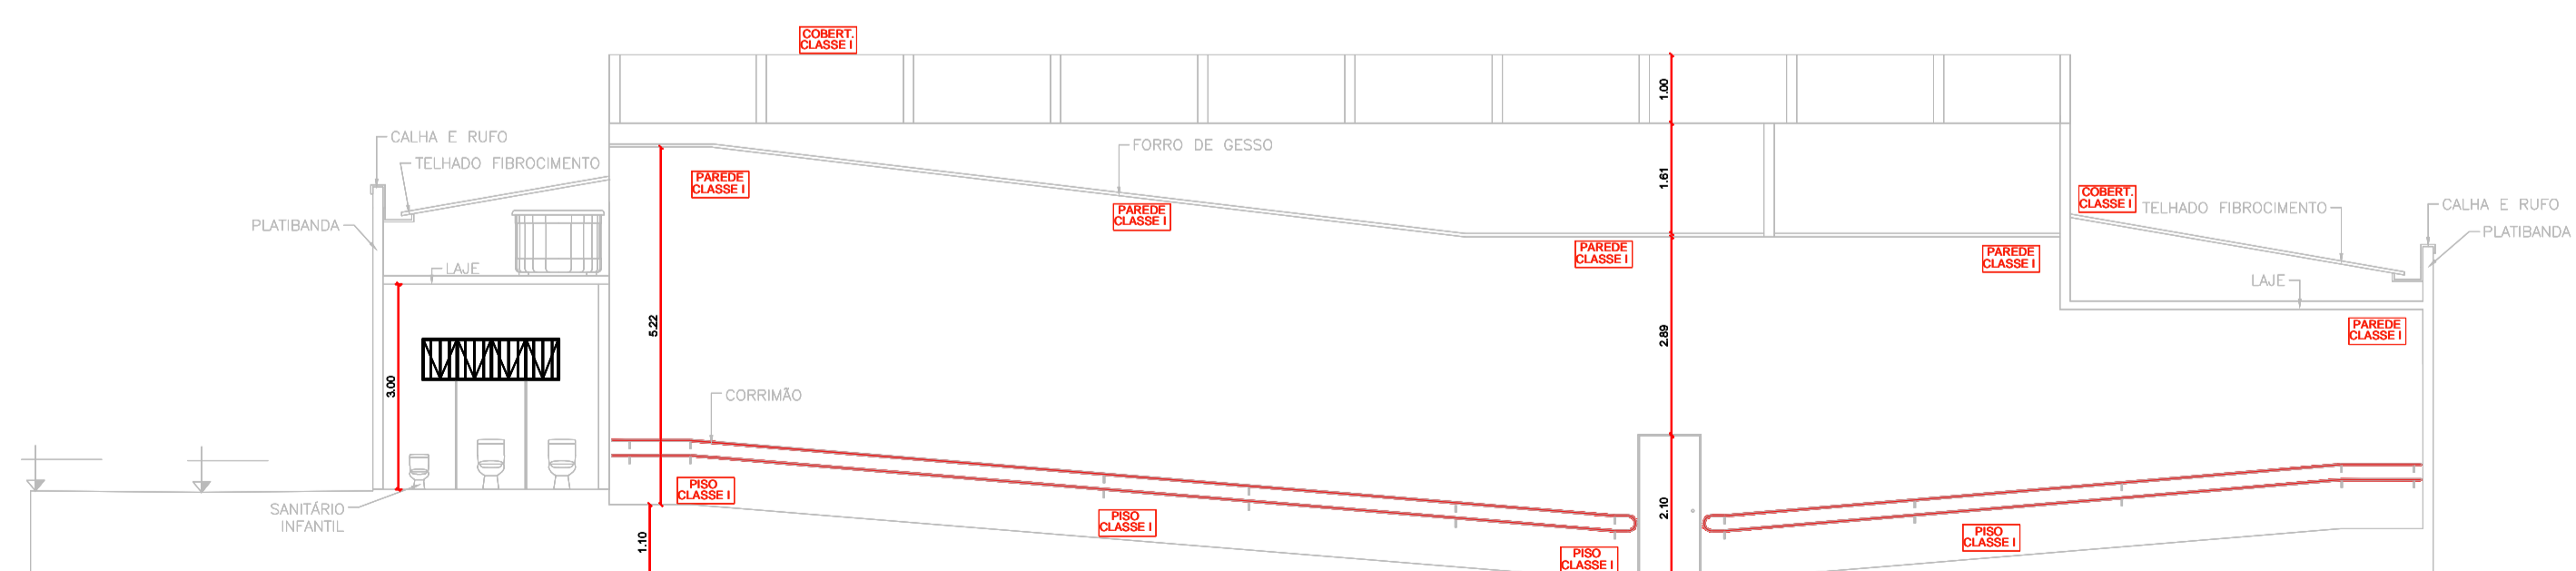 COBERT.
CLASSE I
1.00
CALHA E RUFO
TELHADO FIBROCIMENTO
FORRO DE GESSO
PAREDE
CLASSE I
1.61
PAREDE
CLASSE I
COBERT.
CLASSE I
TELHADO FIBROCIMENTO
CALHA E RUFO
PLATIBANDA
PLATIBANDA
PAREDE
CLASSE I
PAREDE
CLASSE I
LAJE
LAJE
5.22
2.89
PAREDE
CLASSE I
3.00
CORRIMÃO
PISO
CLASSE I
SANITÁRIO
INFANTIL
2.10
PISO
CLASSE I
PISO
CLASSE I
1.10
PISO
CLASSE I